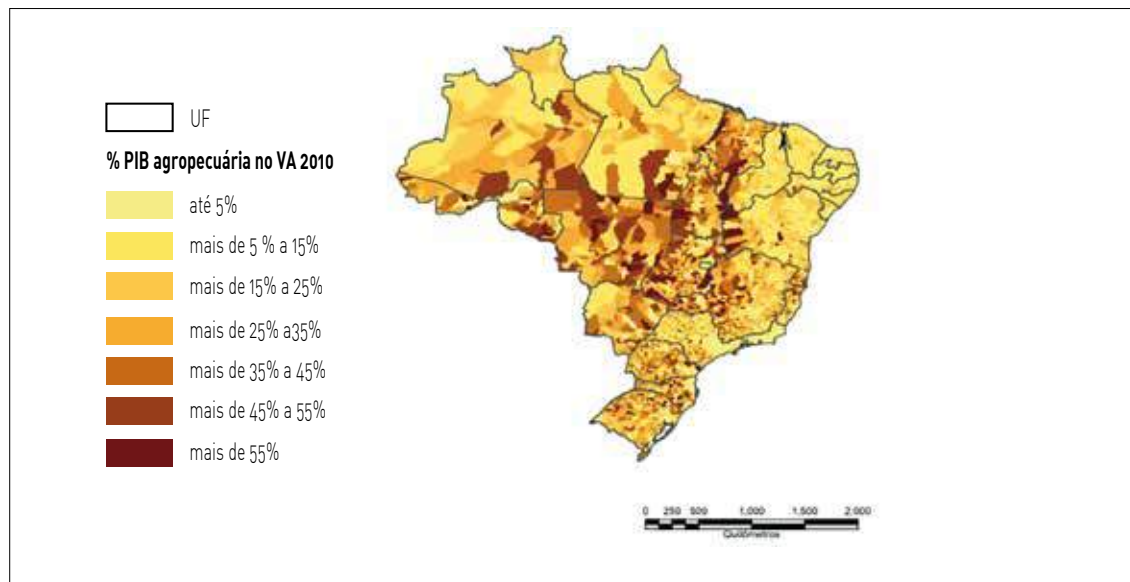 UF
% PIB agropecuária no VA 2010
até 5%
mais de 5 % a 15%
mais de 15% a 25%
mais de 25% a35%
mais de 35% a 45%
mais de 45% a 55%
mais de 55%
0 250 500 1,000 1,500 2,000
Quilômetros